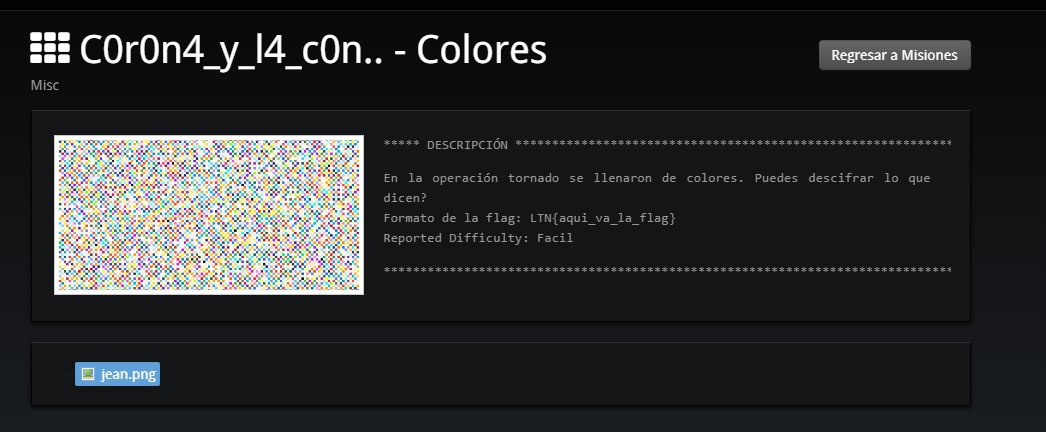 C0r0n4_y_l4_c0n.. - Colores
Regresar a Misiones
Misc
***** DESCRIPCIÓN ************************************************************
En la operación tornado se llenaron de colores. Puedes descifrar lo que
dicen?
Formato de la flag: LTN{aqui_va_la_flag}
Reported Difficulty: Facil
******************************************************************************
jean.png